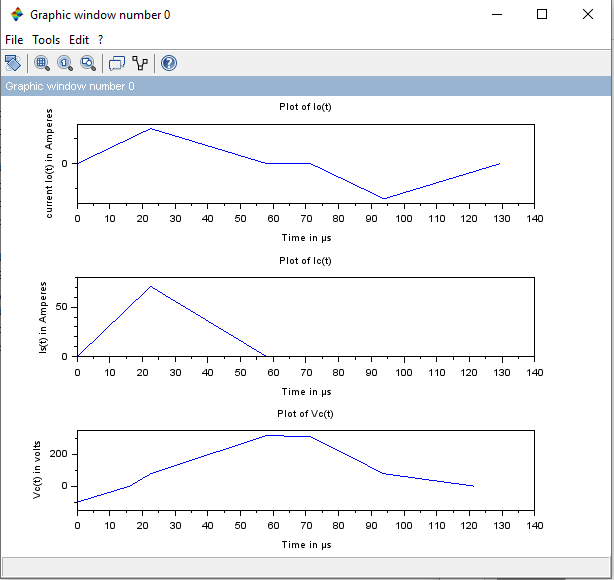 Graphic window number 0
File Tools Edit ?
Graphic window number 0
Plot of Io(t)
current Io(t) in Amperes
0
0 10 20 30 40 50 60 70 80 90 100 110 120 130 140
Time in µs
Plot of Ic(t)
Is(t) in Amperes
50
0
0 10 20 30 40 50 60 70 80 90 100 110 120 130 140
Time in µs
Plot of Vc(t)
Vc(t) in volts
200
0
0 10 20 30 40 50 60 70 80 90 100 110 120 130 140
Time in µs